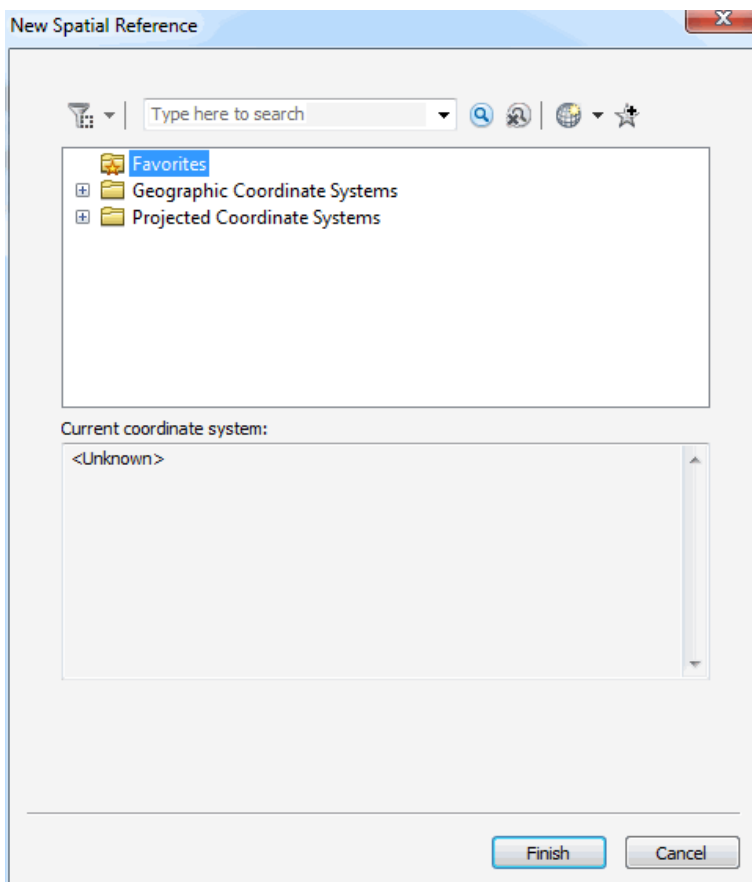 New Spatial Reference
Type here to search
Favorites
Geographic Coordinate Systems
Projected Coordinate Systems
Current coordinate system:
<Unknown>
Finish
Cancel